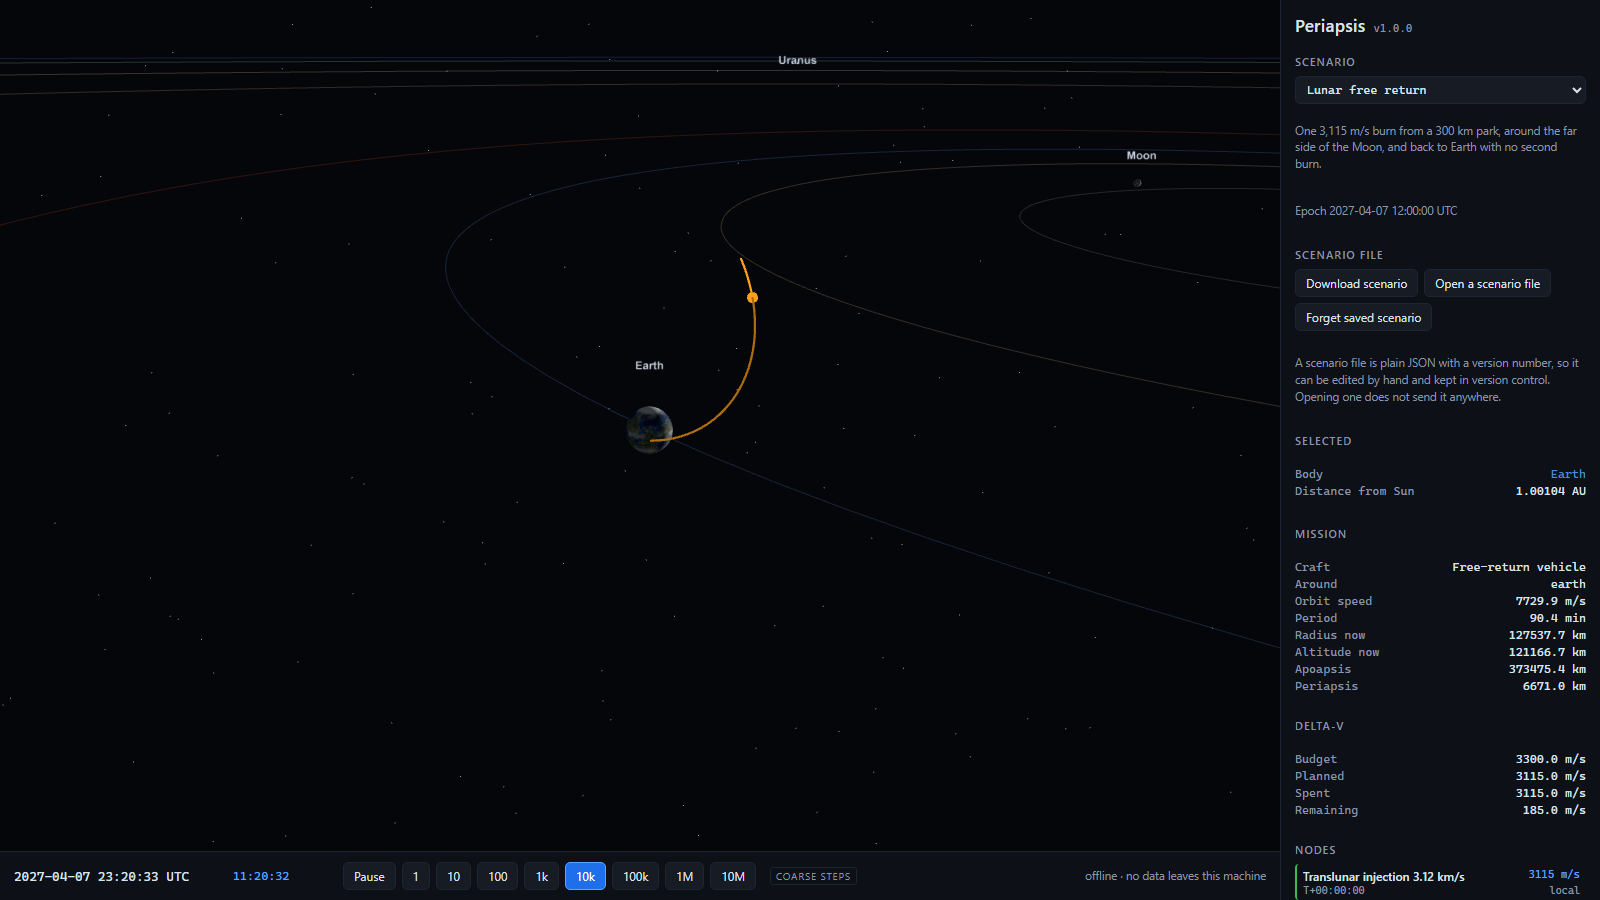 Uranus
Moon
Earth
Periapsis v1.0.0
SCENARIO
Lunar free return
One 3,115 m/s burn from a 300 km park, around the far
side of the Moon, and back to Earth with no second
burn.
Epoch 2027-04-07 12:00:00 UTC
SCENARIO FILE
Download scenario Open a scenario file
Forget saved scenario
A scenario file is plain JSON with a version number, so it
can be edited by hand and kept in version control.
Opening one does not send it anywhere.
SELECTED
Body Earth
Distance from Sun 1.00104 AU
MISSION
Craft Free-return vehicle
Around earth
Orbit speed 7729.9 m/s
Period 90.4 min
Radius now 127537.7 km
Altitude now 121166.7 km
Apoapsis 373475.4 km
Periapsis 6671.0 km
DELTA-V
Budget 3300.0 m/s
Planned 3115.0 m/s
Spent 3115.0 m/s
Remaining 185.0 m/s
NODES
Translunar injection 3.12 km/s 3115 m/s
T+00:00:00 local
2027-04-07 23:20:33 UTC 11:20:32 Pause 1 10 100 1k 10k 100k 1M 10M COARSE STEPS offline · no data leaves this machine